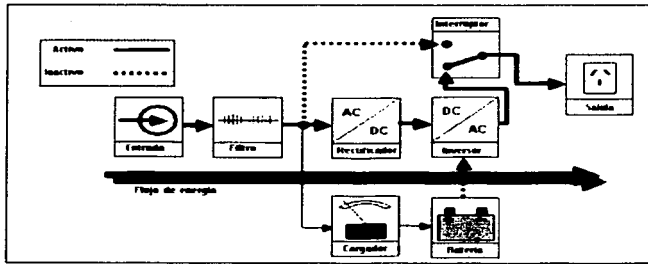 Interruptor
Activo
Inactivo
Salida
AC
DC
DC
AC
Entrada
Filtro
Rectificador
Inversor
Flujo de energía
Cargador
Batería